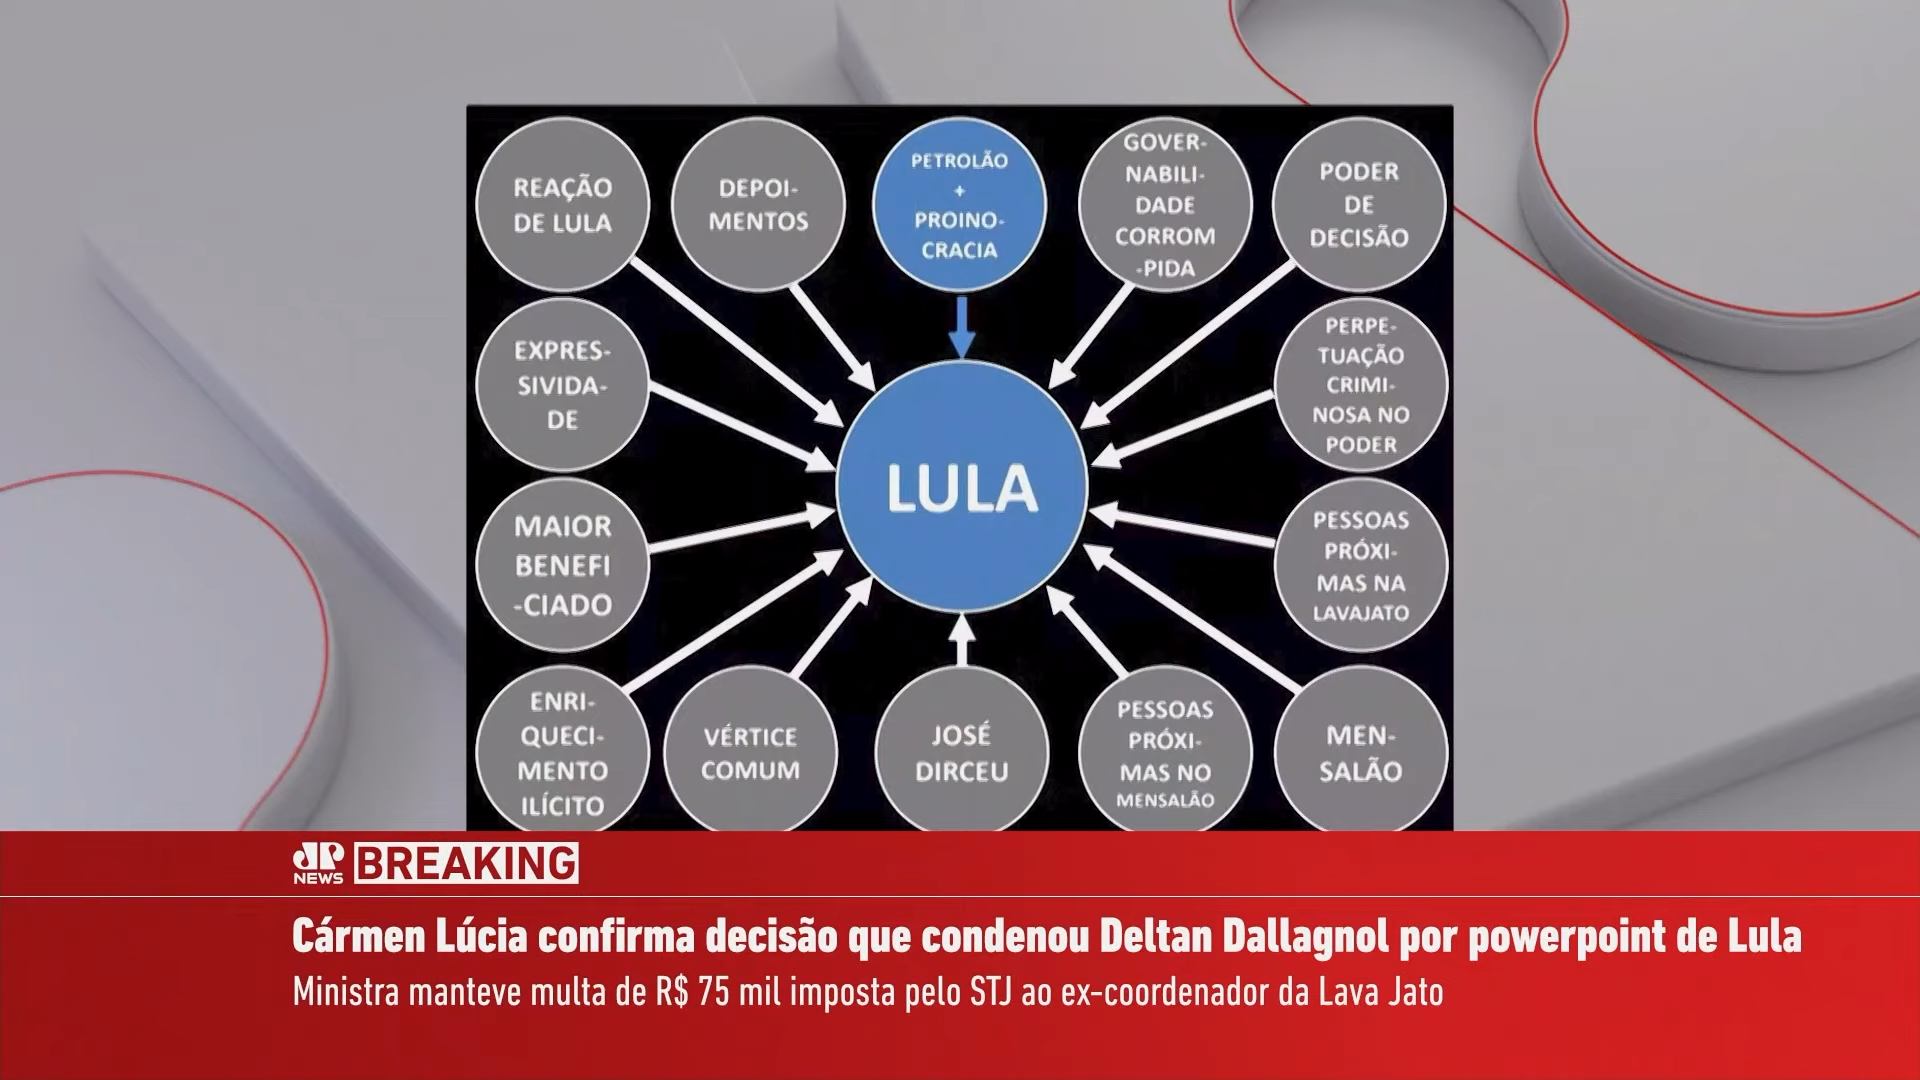 REAÇÃO
DE LULA
DEPOI-
MENTOS
PETROLÃO
+
PROINO-
CRACIA
GOVER-
NABILI-
DADE
CORROM
-PIDA
PODER
DE
DECISÃO
EXPRES-
SIVIDA-
DE
PERPE-
TUAÇÃO
CRIMI-
NOSA NO
PODER
LULA
MAIOR
BENEFI
-CIADO
PESSOAS
PRÓXI-
MAS NA
LAVAJATO
ENRI-
QUECI-
MENTO
ILÍCITO
VÉRTICE
COMUM
JOSÉ
DIRCEU
PESSOAS
PRÓXI-
MAS NO
MENSALÃO
MEN-
SALÃO
JP NEWS BREAKING
Cármen Lúcia confirma decisão que condenou Deltan Dallagnol por powerpoint de Lula
Ministra manteve multa de R$ 75 mil imposta pelo STJ ao ex-coordenador da Lava Jato